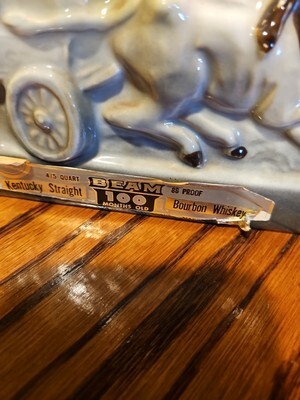 4/5 QUART BEAM 86 PROOF
Kentucky Straight 100 Bourbon Whiskey
MONTHS OLD